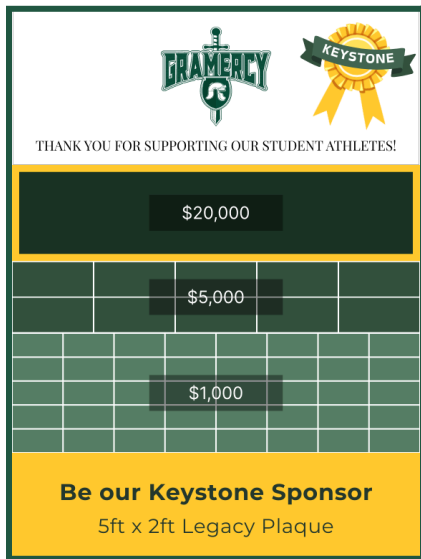 GRAMERCY
KEYSTONE
THANK YOU FOR SUPPORTING OUR STUDENT ATHLETES!
$20,000
$5,000
$1,000
Be our Keystone Sponsor
5ft x 2ft Legacy Plaque